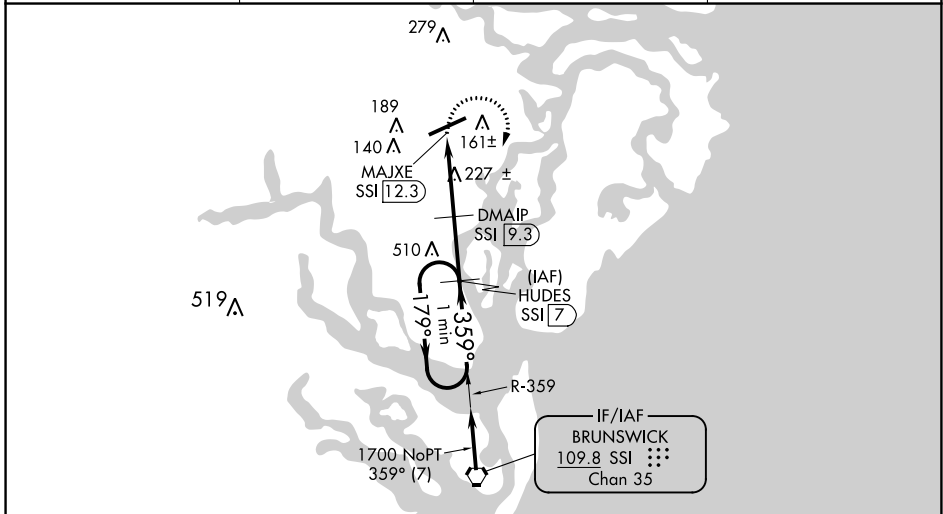 279
189
140
161±
MAJXE
SSI 12.3
227 ±
DMAIP
SSI 9.3
510
(IAF)
HUDES
SSI 7
519
179°
1 min
359°
R-359
1700 NoPT
359° (7)
IF/IAF
BRUNSWICK
109.8 SSI
Chan 35